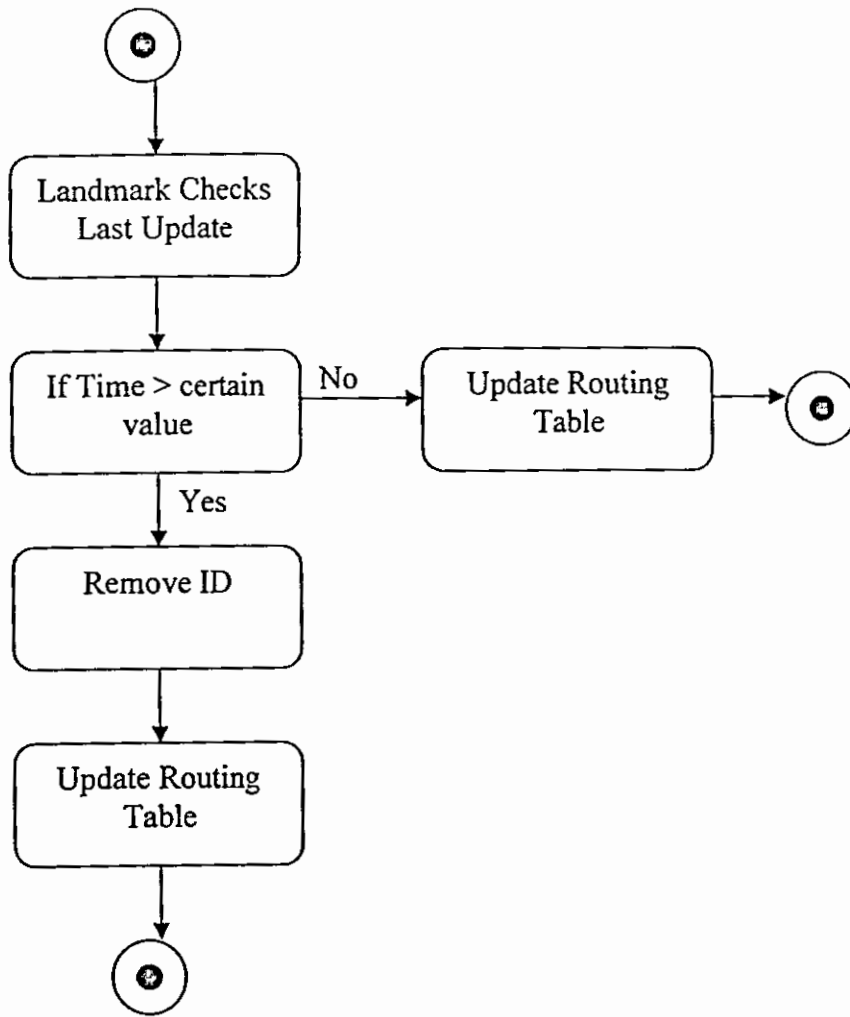 Landmark Checks
Last Update
If Time > certain
value
No
Update Routing
Table
Yes
Remove ID
Update Routing
Table